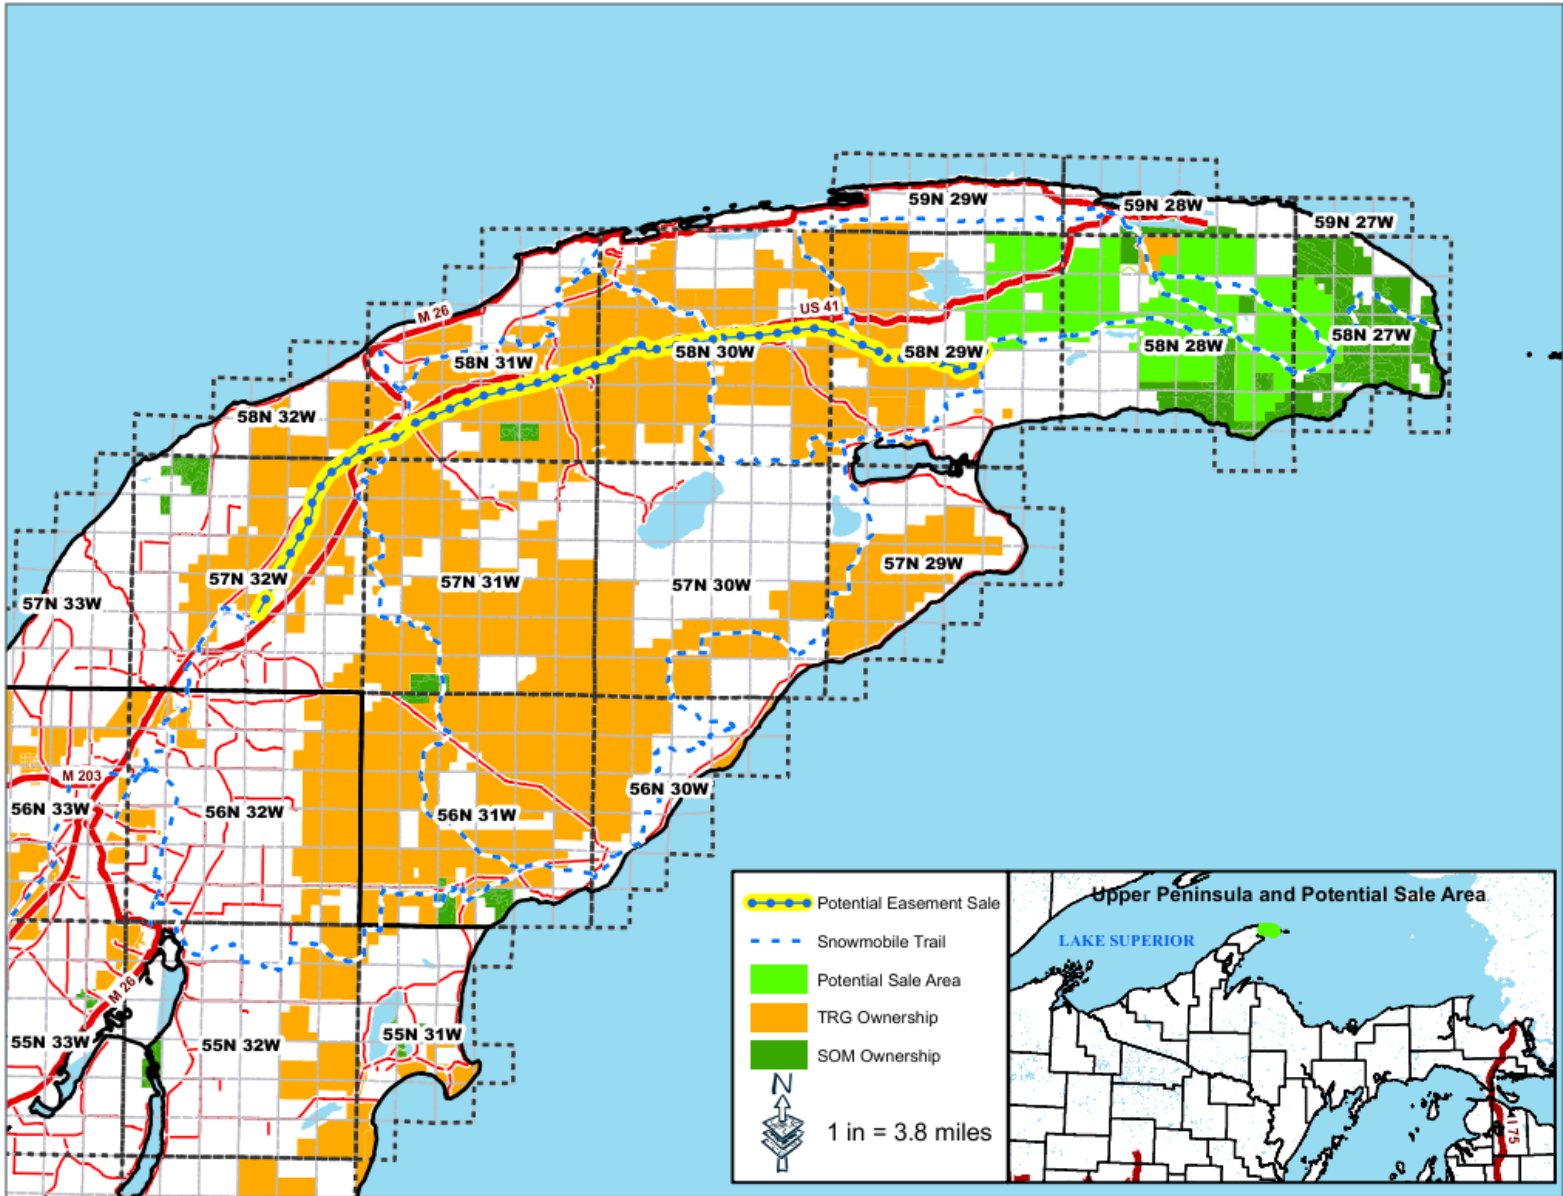 59N 29W
59N 28W
59N 27W
M 26
US 41
58N 31W
58N 30W
58N 29W
58N 28W
58N 27W
58N 32W
57N 32W
57N 31W
57N 30W
57N 29W
57N 33W
M 203
56N 33W
56N 32W
56N 31W
56N 30W
M 26
55N 33W
55N 32W
55N 31W
Potential Easement Sale
Snowmobile Trail
Potential Sale Area
TRG Ownership
SOM Ownership
N
1 in = 3.8 miles
Upper Peninsula and Potential Sale Area
LAKE SUPERIOR
I 75